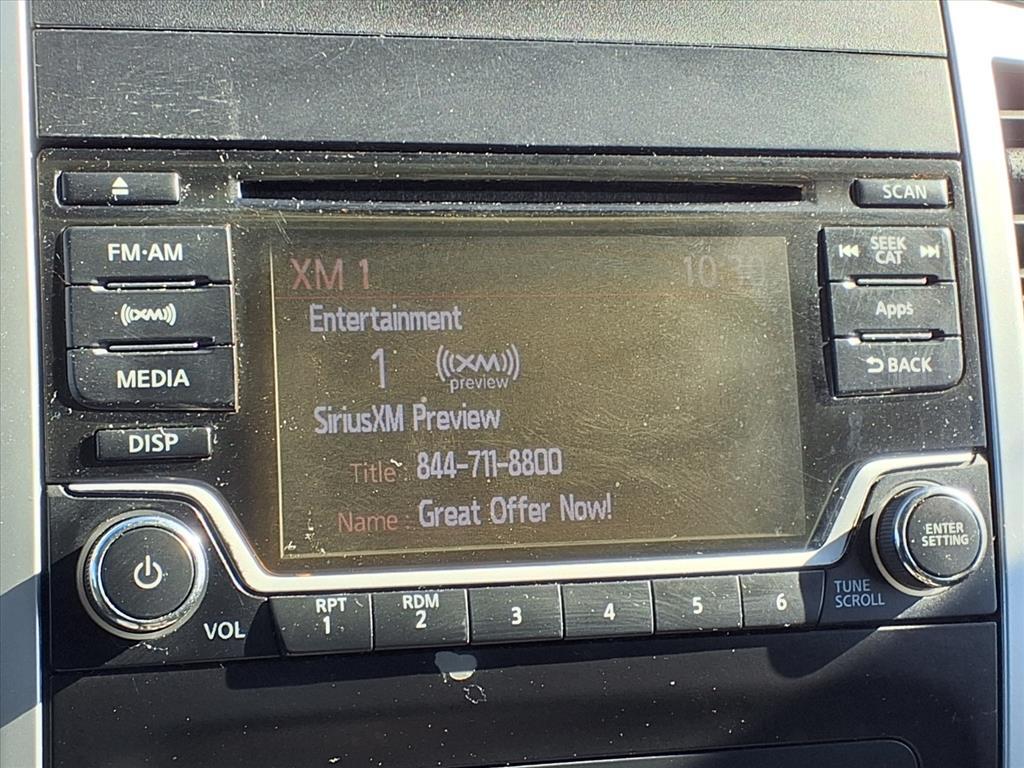 SCAN
FM·AM
SEEK
CAT
XM 1
Entertainment
((XM))
Apps
1 ((XM))
preview
BACK
MEDIA
SiriusXM Preview
DISP
Title : 844-711-8800
Name : Great Offer Now!
ENTER
SETTING
VOL
RPT
1
RDM
2
3
4
5
6
TUNE
SCROLL